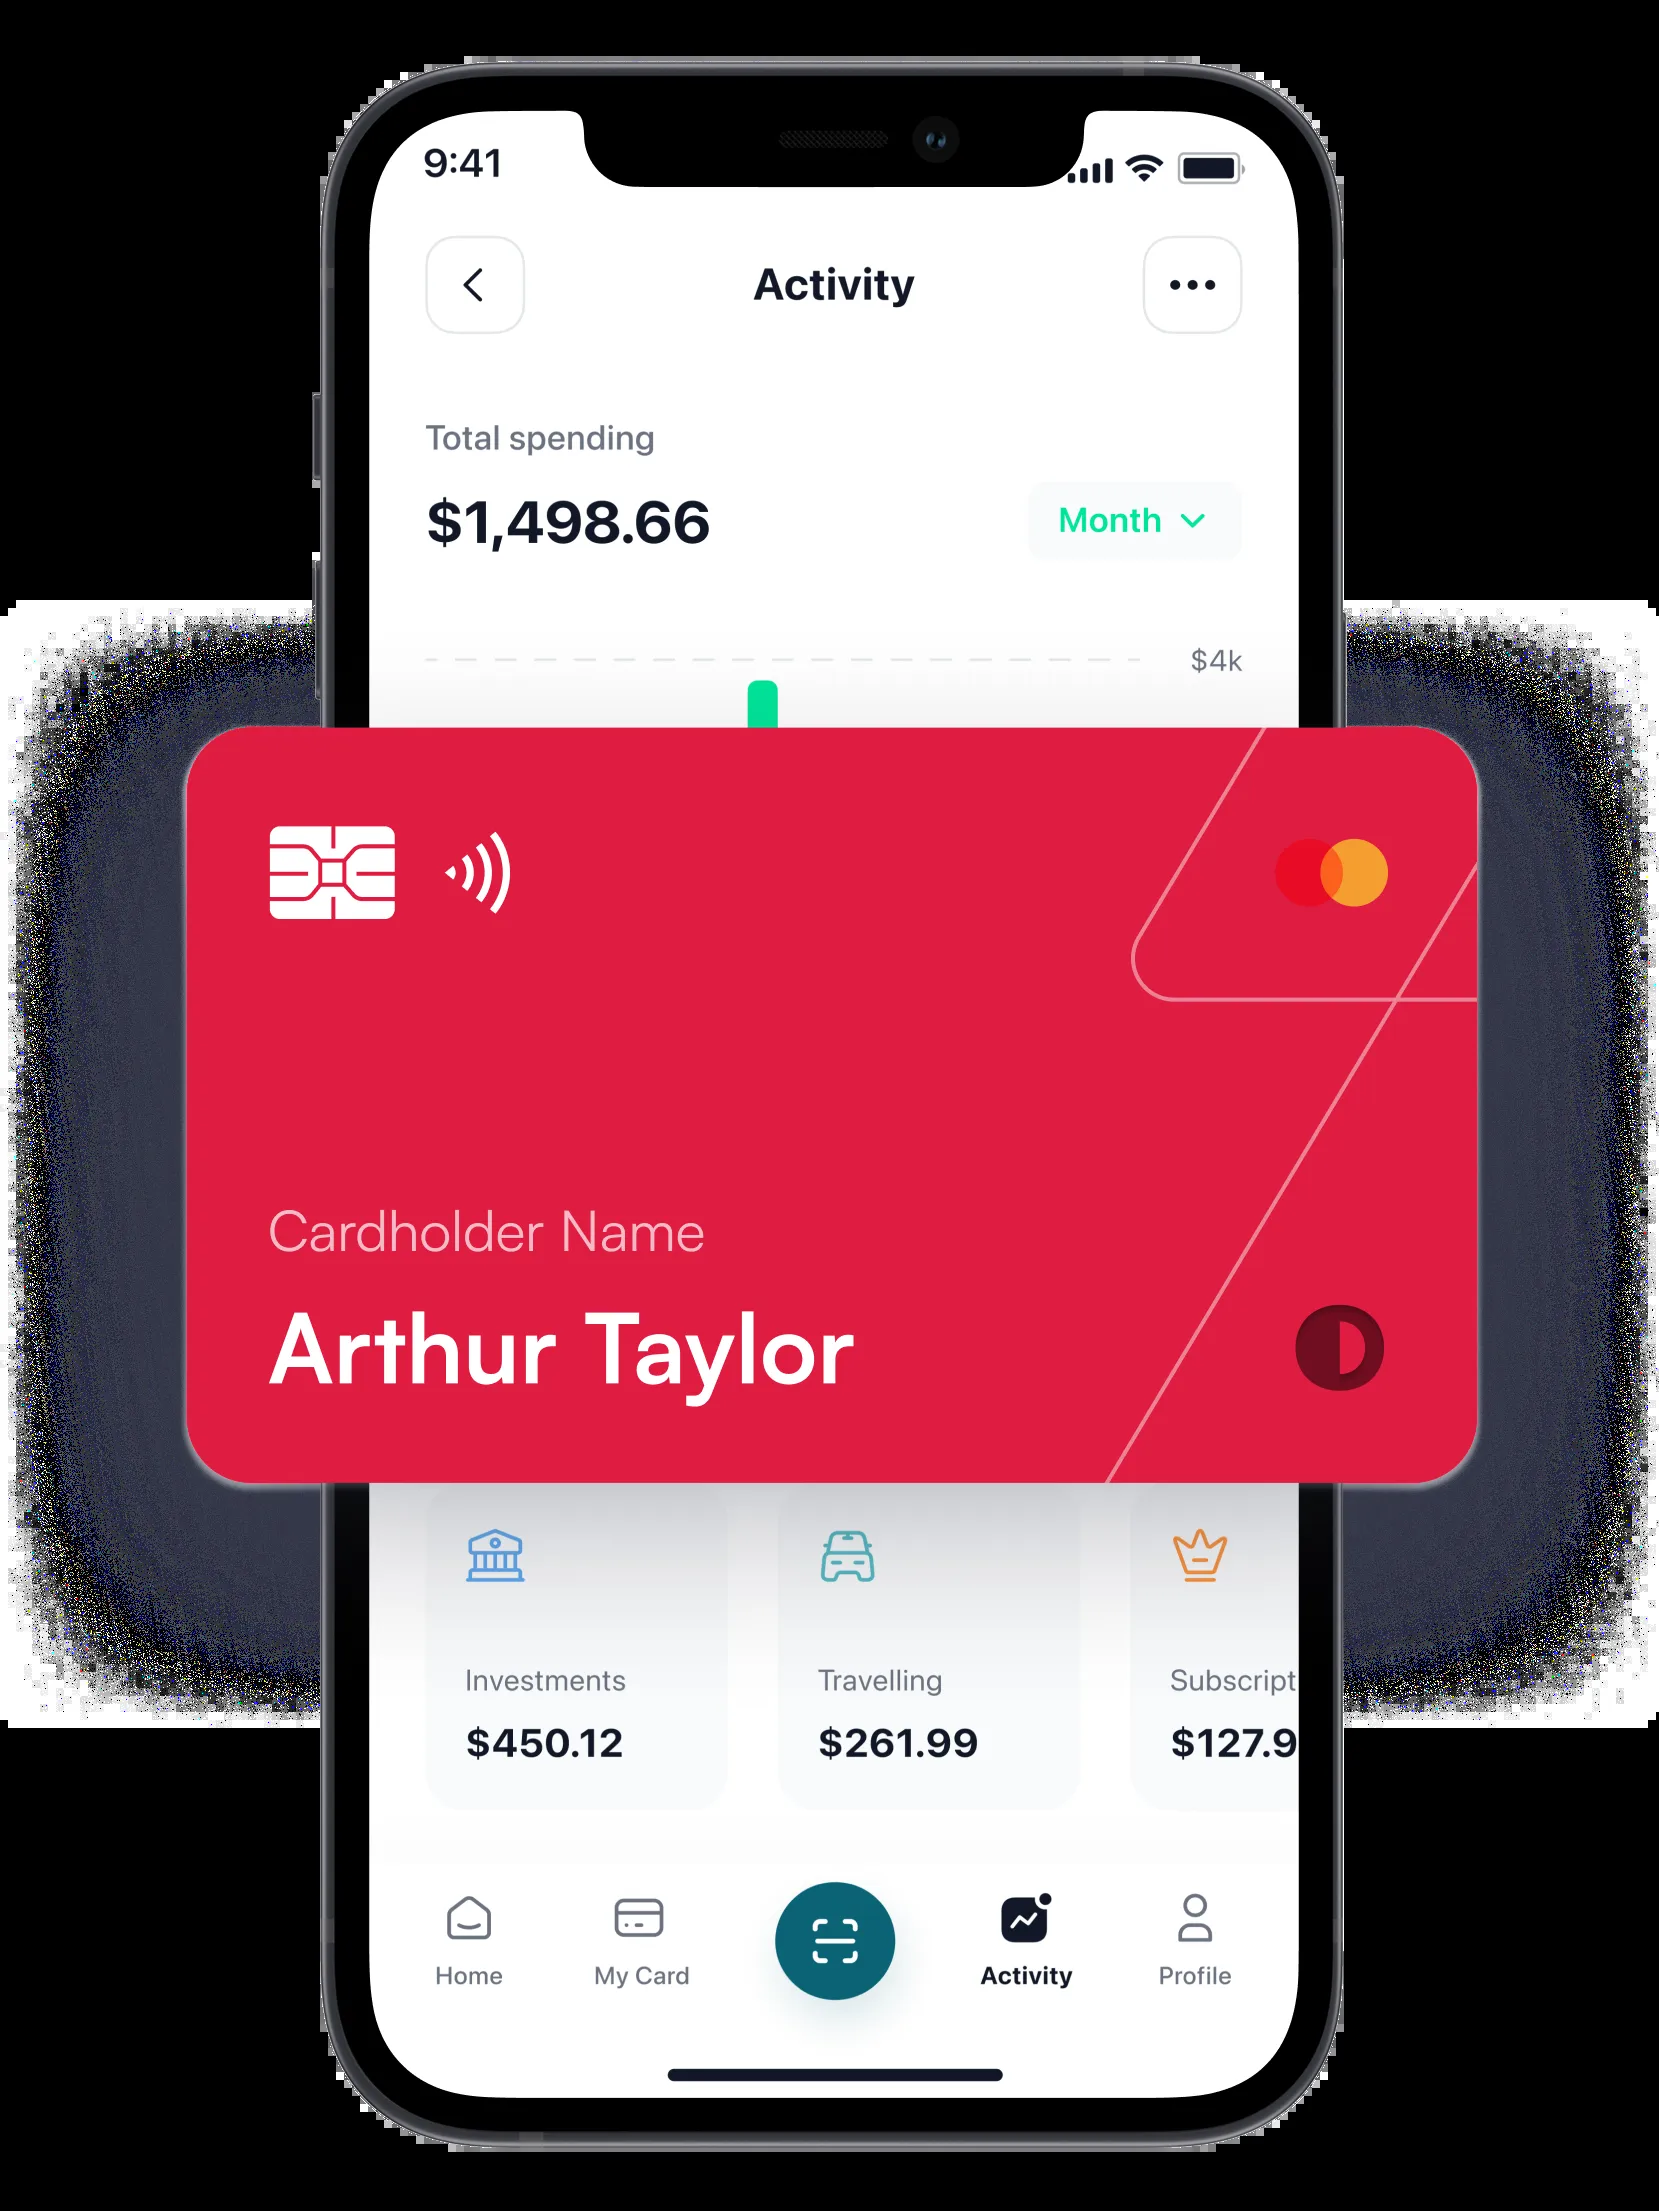 9:41
Activity
Total spending
$1,498.66
Month
$4k
Cardholder Name
Arthur Taylor
Investments
Travelling
Subscript
$450.12
$261.99
$127.9
Home
My Card
Activity
Profile